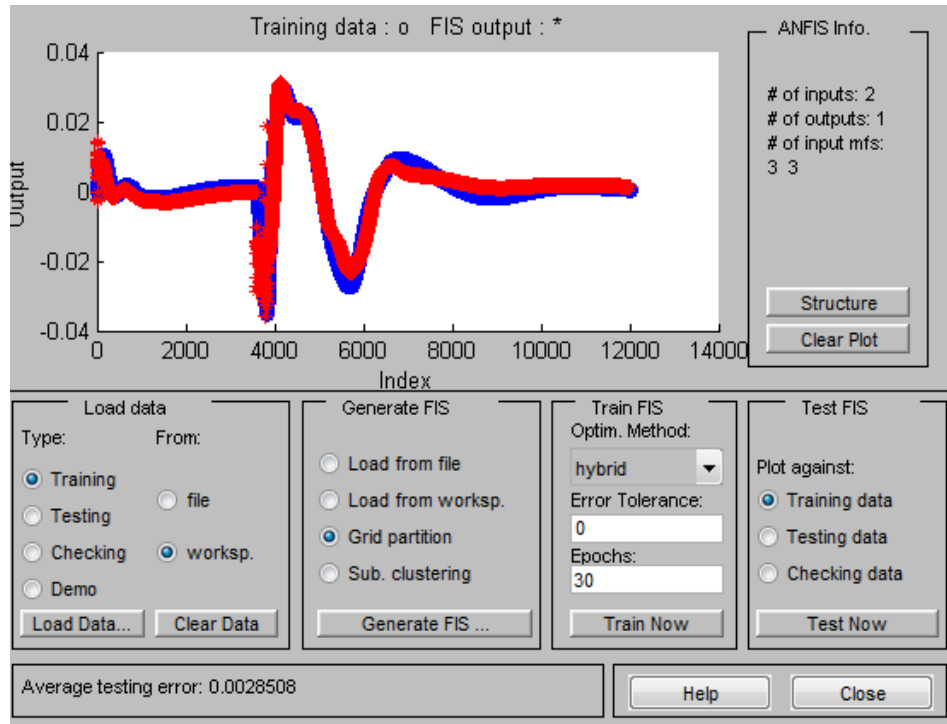 Training data : o   FIS output : *
0.04
0.02
0
-0.02
-0.04
Output
0
2000
4000
6000
8000
10000
12000
14000
Index
ANFIS Info.
# of inputs: 2
# of outputs: 1
# of input mfs:
3 3
Structure
Clear Plot
Load data
Type:
From:
Training
Testing
Checking
Demo
file
worksp.
Load Data...
Clear Data
Generate FIS
Load from file
Load from worksp.
Grid partition
Sub. clustering
Generate FIS ...
Train FIS
Optim. Method:
hybrid
Error Tolerance:
0
Epochs:
30
Train Now
Test FIS
Plot against:
Training data
Testing data
Checking data
Test Now
Average testing error: 0.0028508
Help
Close